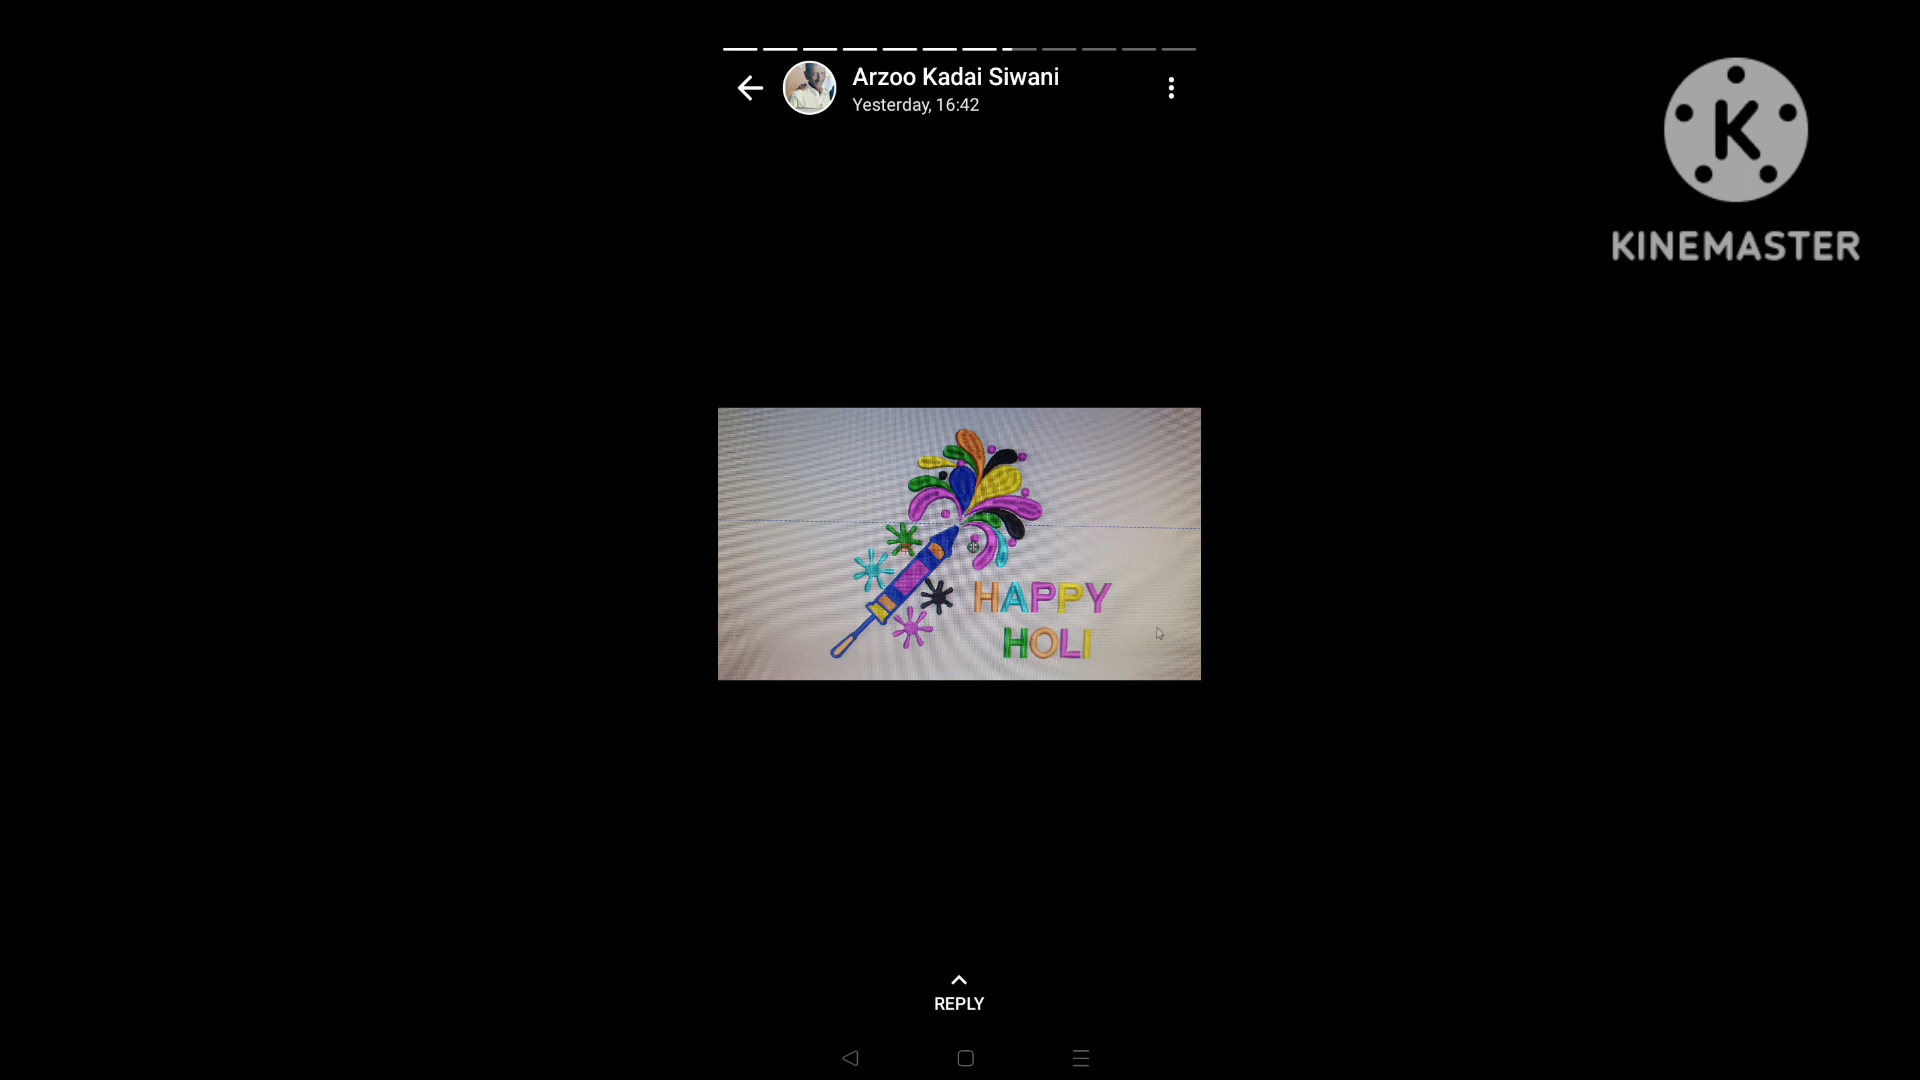 Arzoo Kadai Siwani
Yesterday, 16:42
K
KINEMASTER
HAPPY
HOLI
REPLY